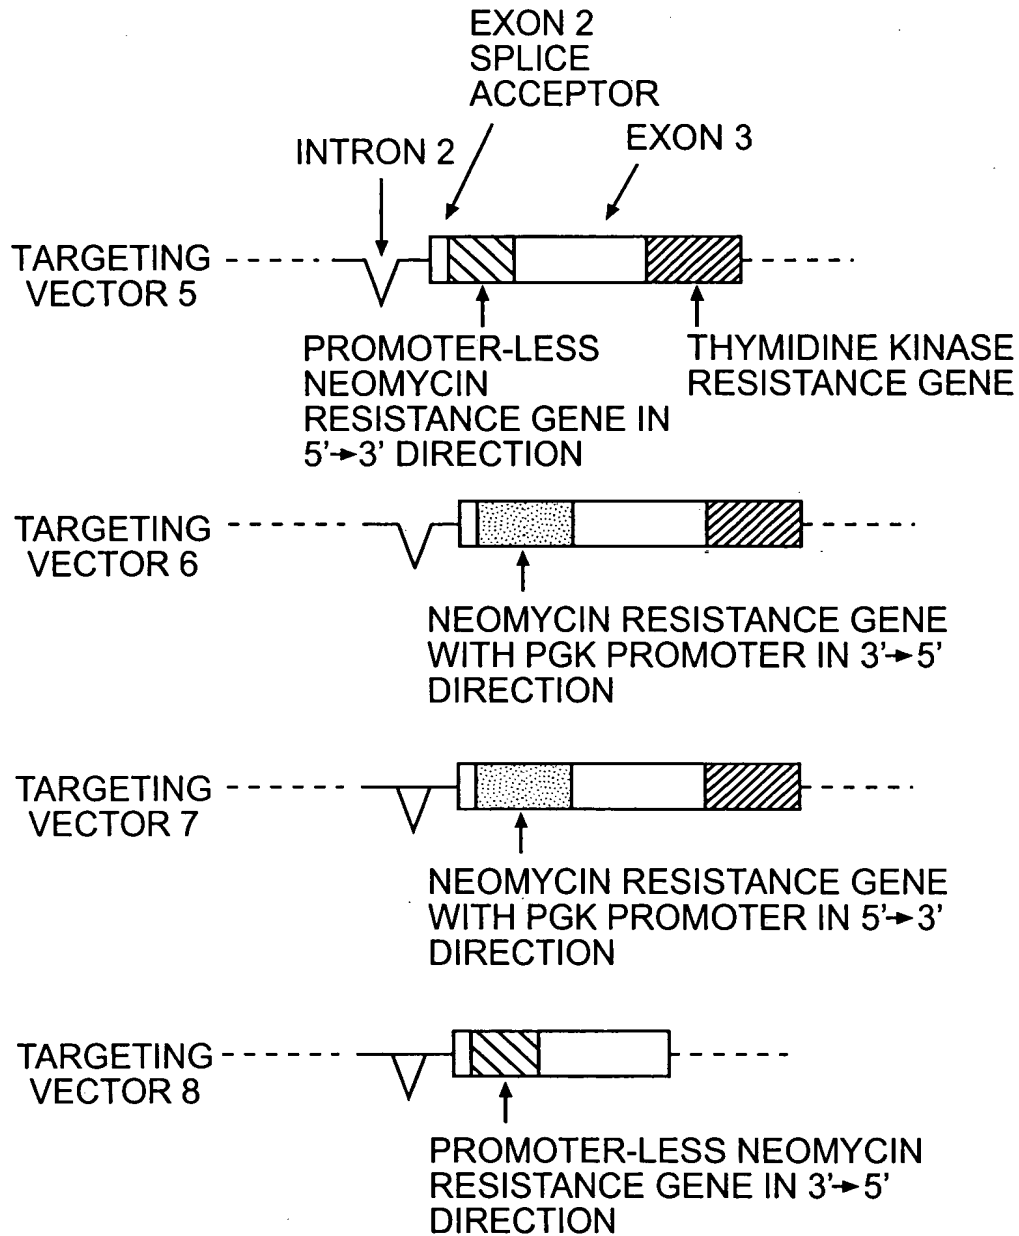 EXON 2
SPLICE
ACCEPTOR
EXON 3
INTRON 2
TARGETING
VECTOR 5
PROMOTER-LESS
NEOMYCIN
RESISTANCE GENE IN
5'→3' DIRECTION
THYMIDINE KINASE
RESISTANCE GENE
TARGETING
VECTOR 6
NEOMYCIN RESISTANCE GENE
WITH PGK PROMOTER IN 3'→5'
DIRECTION
TARGETING
VECTOR 7
NEOMYCIN RESISTANCE GENE
WITH PGK PROMOTER IN 5'→3'
DIRECTION
TARGETING
VECTOR 8
PROMOTER-LESS NEOMYCIN
RESISTANCE GENE IN 3'→5'
DIRECTION